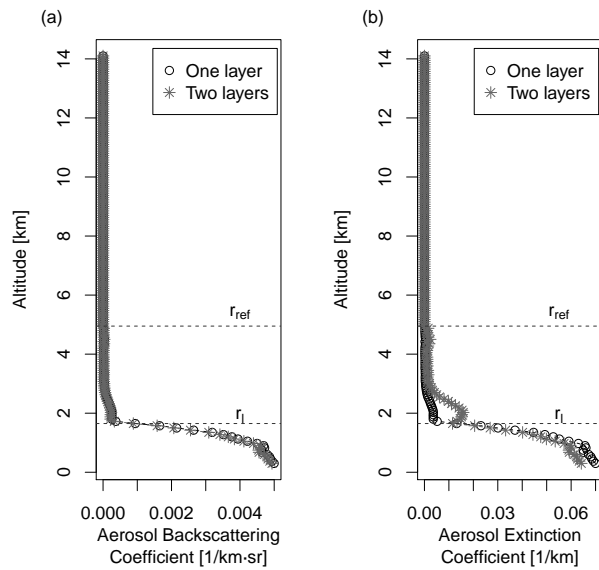 (a)
One layer
Two layers
r_ref
r_l
Altitude [km]
0
2
4
6
8
10
12
14
0.000
0.002
0.004
Aerosol Backscattering
Coefficient [1/km·sr]
(b)
One layer
Two layers
r_ref
r_l
Altitude [km]
0
2
4
6
8
10
12
14
0.00
0.03
0.06
Aerosol Extinction
Coefficient [1/km]